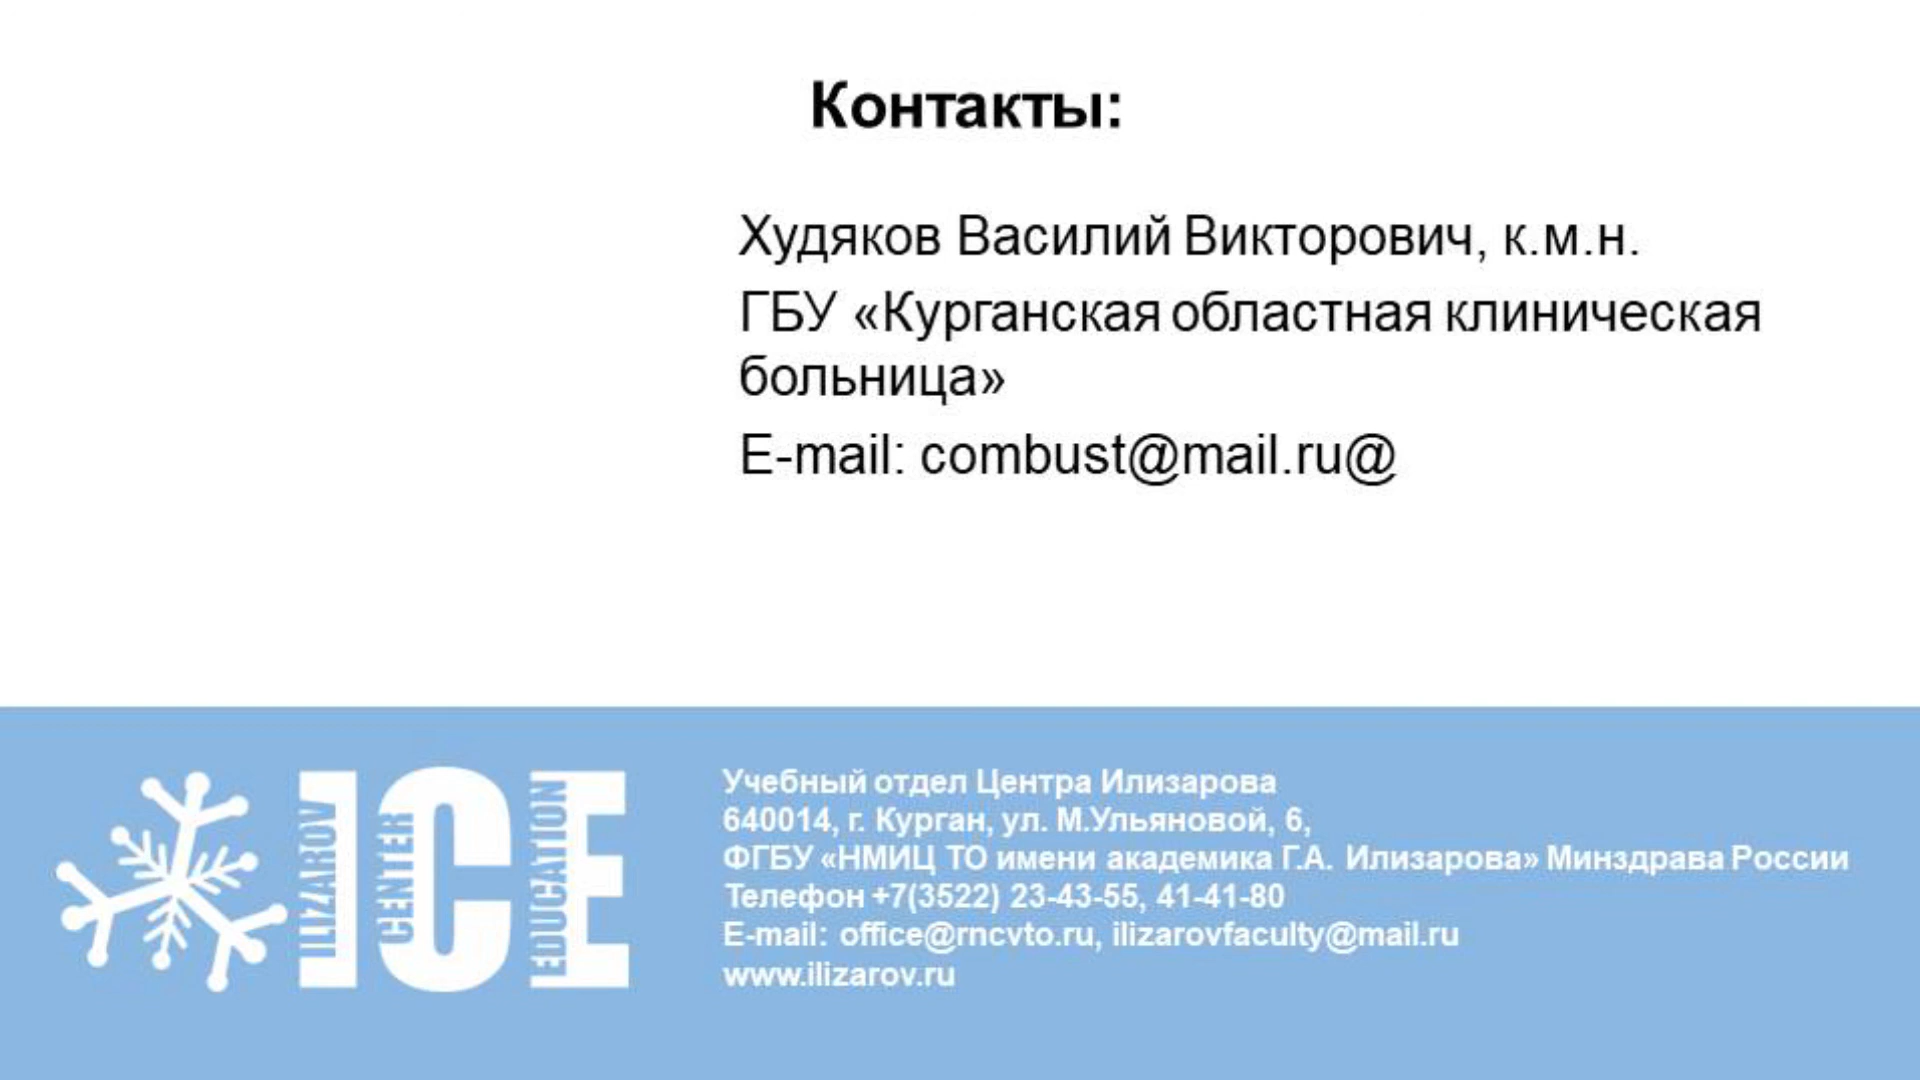 Контакты:
Худяков Василий Викторович, к.м.н.
ГБУ «Курганская областная клиническая
больница»
E-mail: combust@mail.ru@
ILIZAROV
CENTER
EDUCATION
ICE
Учебный отдел Центра Илизарова
640014, г. Курган, ул. М.Ульяновой, 6,
ФГБУ «НМИЦ ТО имени академика Г.А. Илизарова» Минздрава России
Телефон +7(3522) 23-43-55, 41-41-80
E-mail: office@rncvto.ru, ilizarovfaculty@mail.ru
www.ilizarov.ru